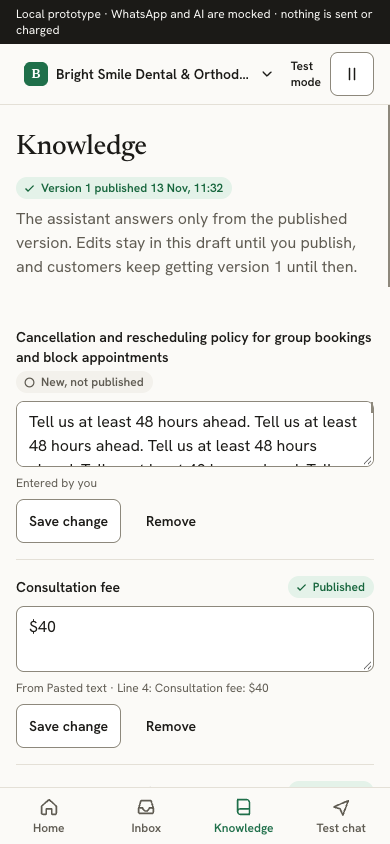 Local prototype · WhatsApp and AI are mocked · nothing is sent or
charged
B Bright Smile Dental & Orthod... Test
mode
Knowledge
Version 1 published 13 Nov, 11:32
The assistant answers only from the published
version. Edits stay in this draft until you publish,
and customers keep getting version 1 until then.
Cancellation and rescheduling policy for group bookings
and block appointments
New, not published
Tell us at least 48 hours ahead. Tell us at least
48 hours ahead. Tell us at least 48 hours
Entered by you
Save change Remove
Consultation fee Published
$40
From Pasted text · Line 4: Consultation fee: $40
Save change Remove
Home Inbox Knowledge Test chat